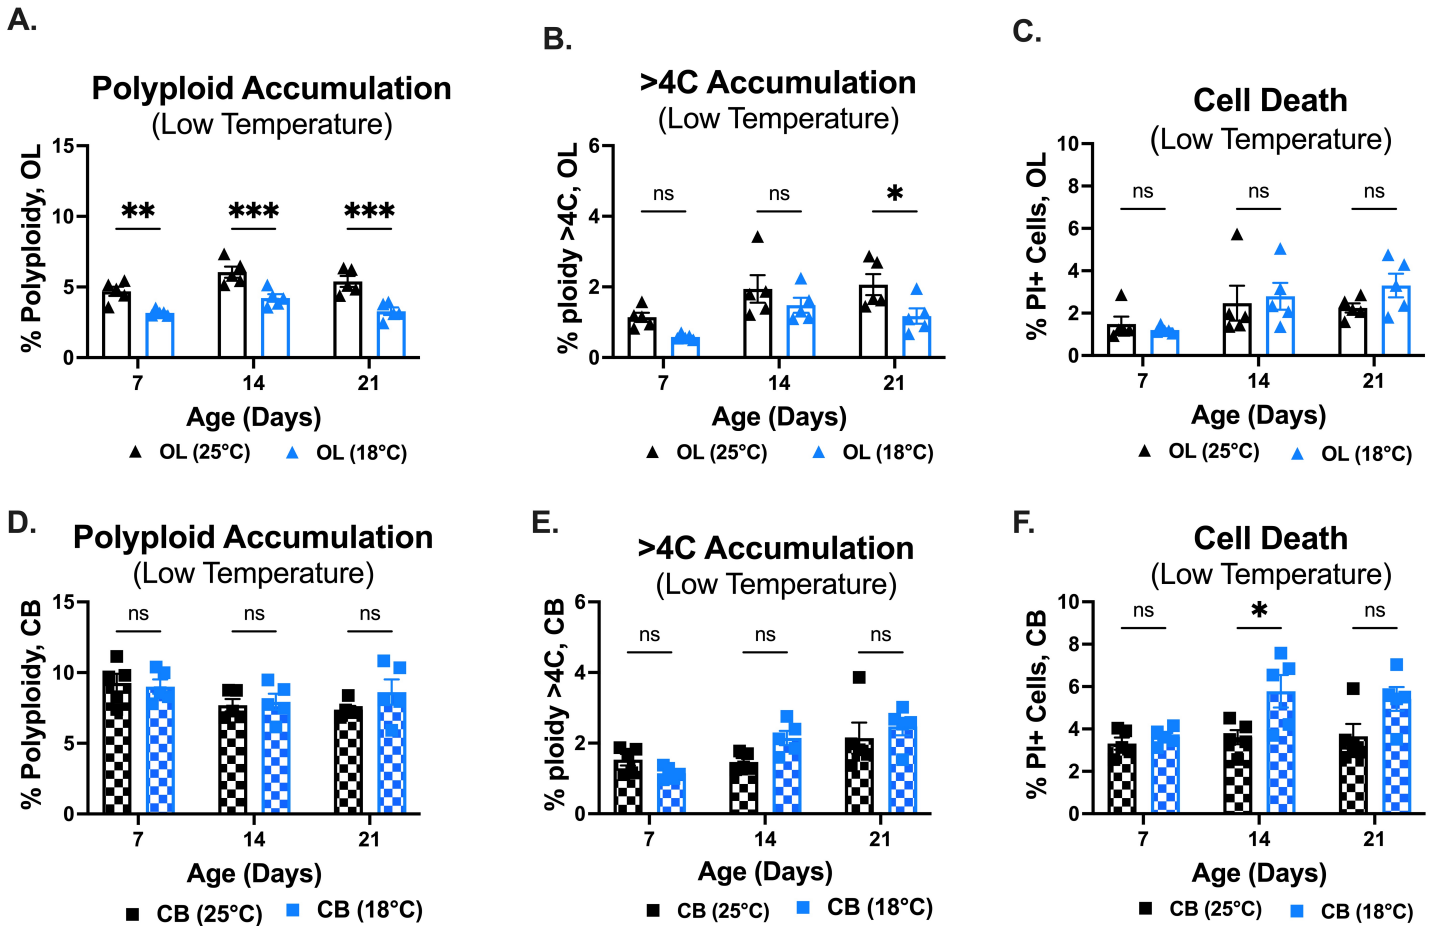 A.
Polyploid Accumulation
(Low Temperature)
% Polyploidy, OL
15
10
5
0
** *** ***
7 14 21
Age (Days)
OL (25°C) OL (18°C)
B.
>4C Accumulation
(Low Temperature)
% ploidy >4C, OL
6
4
2
0
ns ns *
7 14 21
Age (Days)
OL (25°C) OL (18°C)
C.
Cell Death
(Low Temperature)
% PI+ Cells, OL
10
8
6
4
2
0
ns ns ns
7 14 21
Age (Days)
OL (25°C) OL (18°C)
D.
Polyploid Accumulation
(Low Temperature)
% Polyploidy, CB
15
10
5
0
ns ns ns
7 14 21
Age (Days)
CB (25°C) CB (18°C)
E.
>4C Accumulation
(Low Temperature)
% ploidy >4C, CB
6
4
2
0
ns ns ns
7 14 21
Age (Days)
CB (25°C) CB (18°C)
F.
Cell Death
(Low Temperature)
% PI+ Cells, CB
10
8
6
4
2
0
ns * ns
7 14 21
Age (Days)
CB (25°C) CB (18°C)